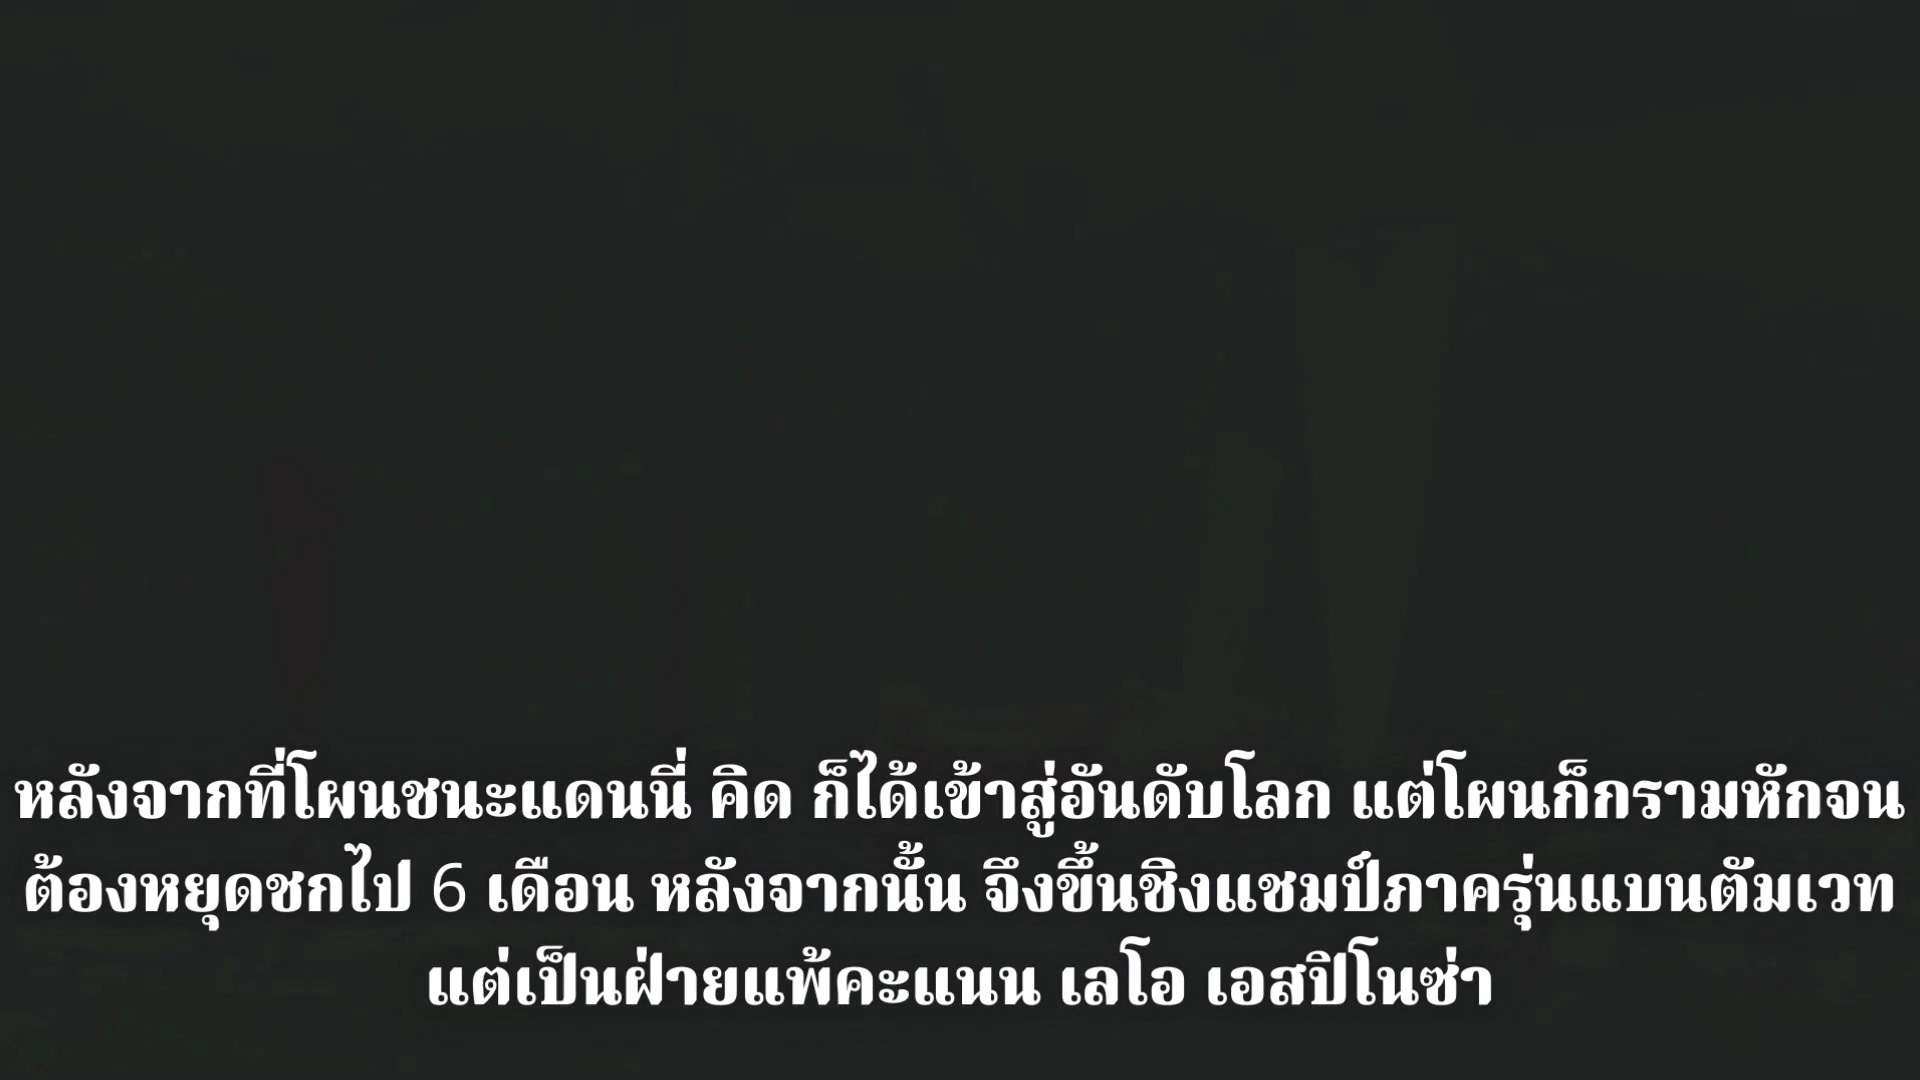 หลังจากที่โผนชนะแดนนี่ คิด ก็ได้เข้าสู่อันดับโลก แต่โผนก็กรามหักจน
ต้องหยุดชกไป 6 เดือน หลังจากนั้น จึงขึ้นชิงแชมป์ภาครุ่นแบนตัมเวท
แต่เป็นฝ่ายแพ้คะแนน เลโอ เอสปิโนซ่า